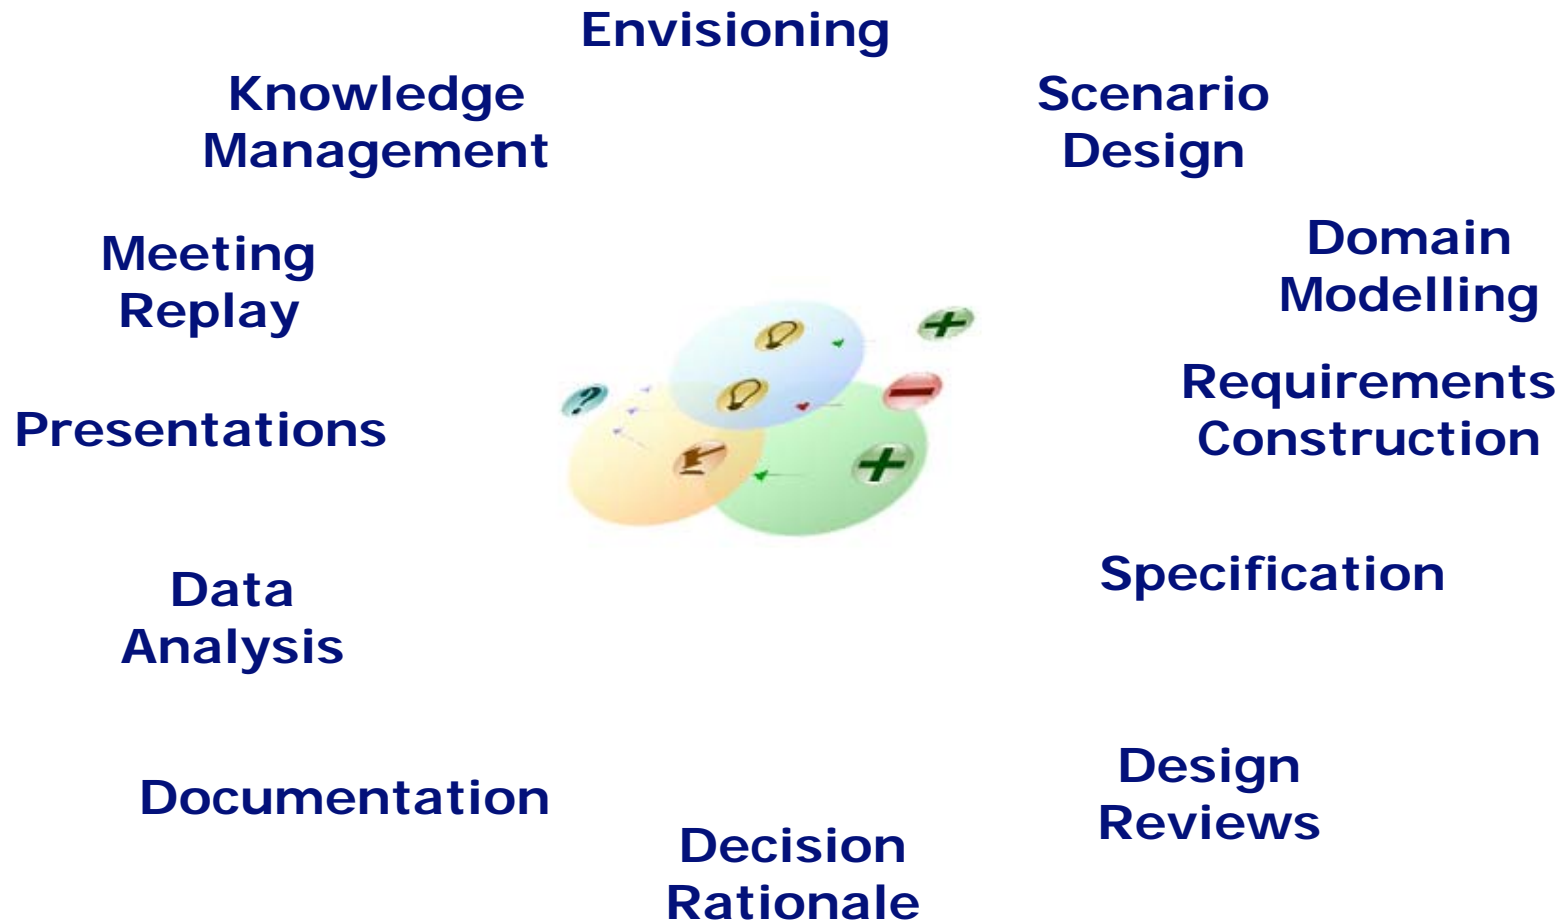 Envisioning
Knowledge
Management
Scenario
Design
Meeting
Replay
Domain
Modelling
Presentations
Requirements
Construction
Data
Analysis
Specification
Documentation
Design
Reviews
Decision
Rationale